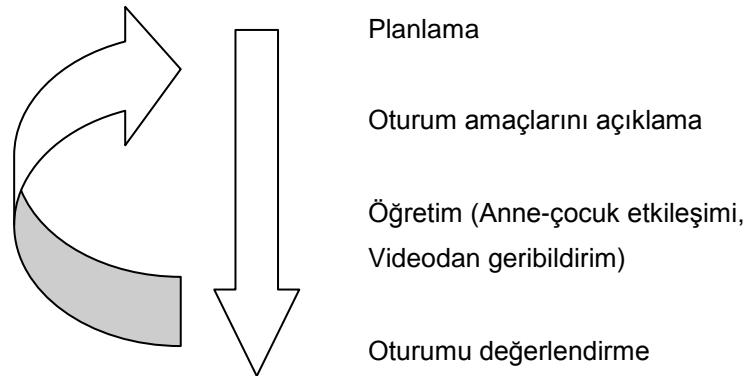 Planlama
Oturum amaçlarını açıklama
Öğretim (Anne-çocuk etkileşimi,
Videodan geribildirim)
Oturumu değerlendirme